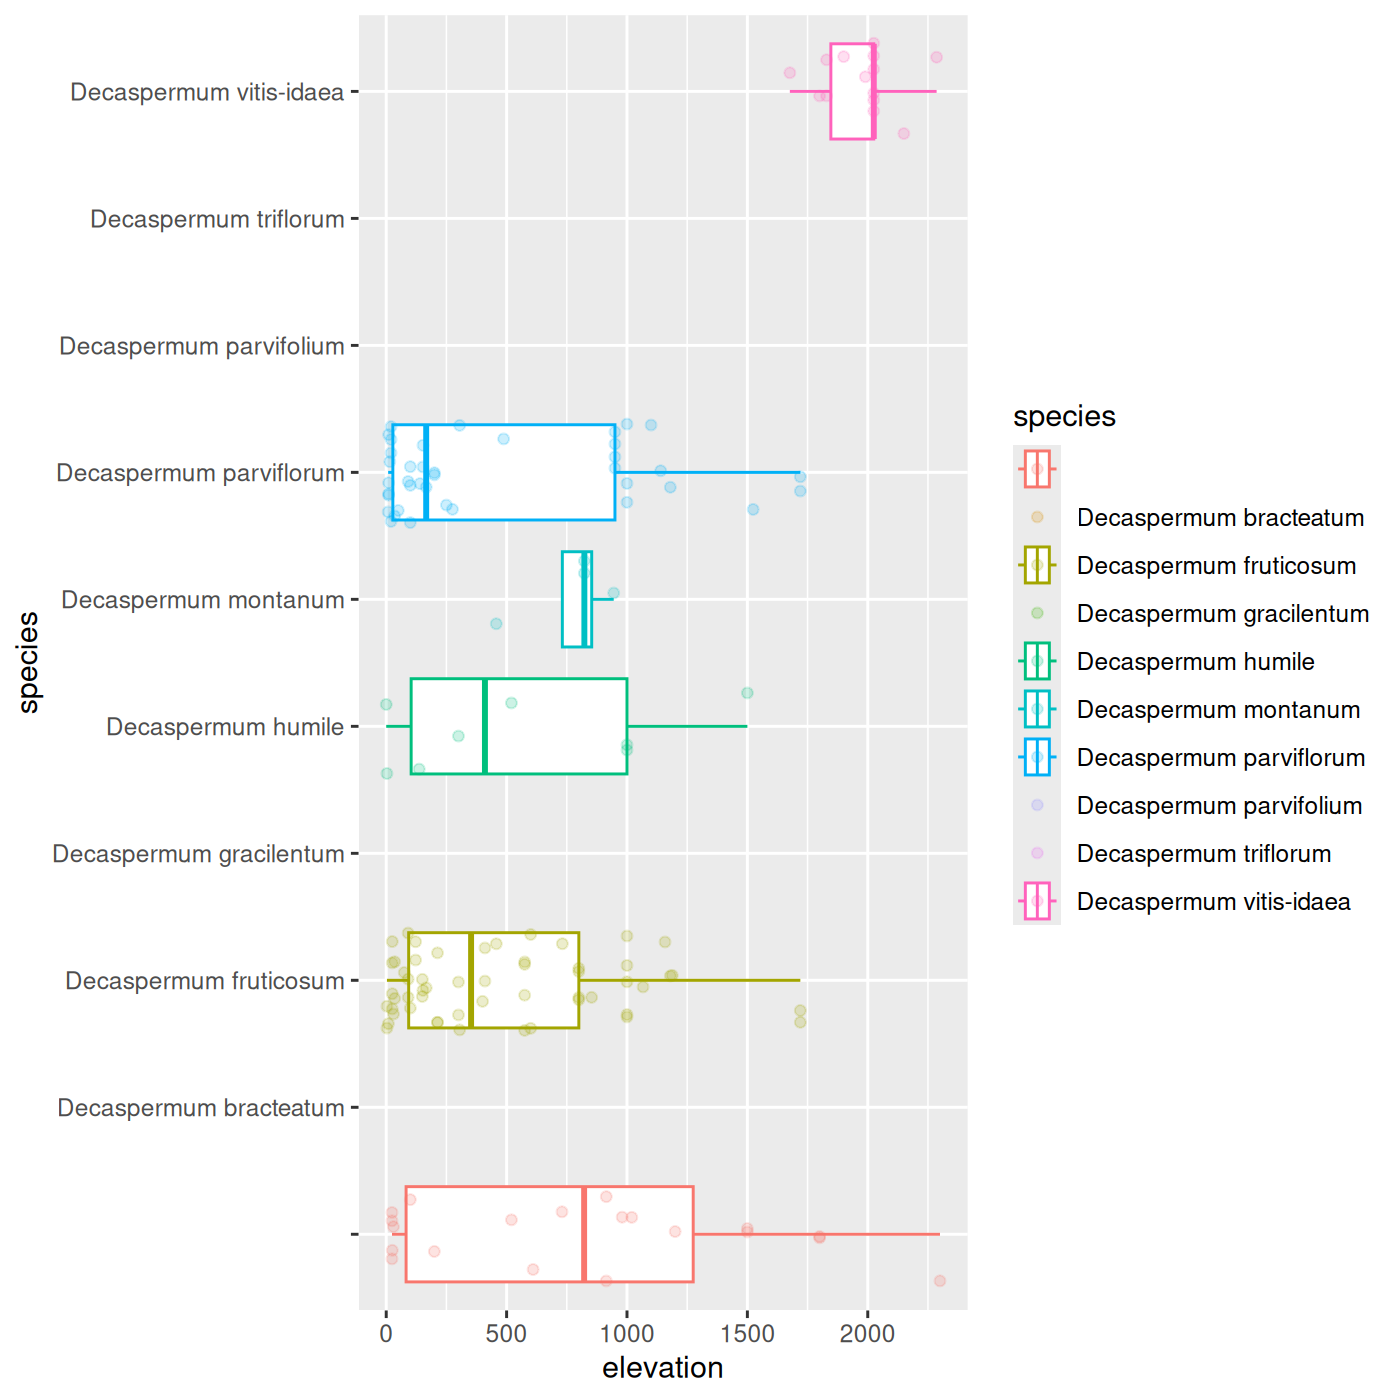 species
Decaspermum vitis-idaea
Decaspermum triflorum
Decaspermum parvifolium
Decaspermum parviflorum
Decaspermum montanum
Decaspermum humile
Decaspermum gracilentum
Decaspermum fruticosum
Decaspermum bracteatum
0 500 1000 1500 2000
elevation
species
Decaspermum bracteatum
Decaspermum fruticosum
Decaspermum gracilentum
Decaspermum humile
Decaspermum montanum
Decaspermum parviflorum
Decaspermum parvifolium
Decaspermum triflorum
Decaspermum vitis-idaea